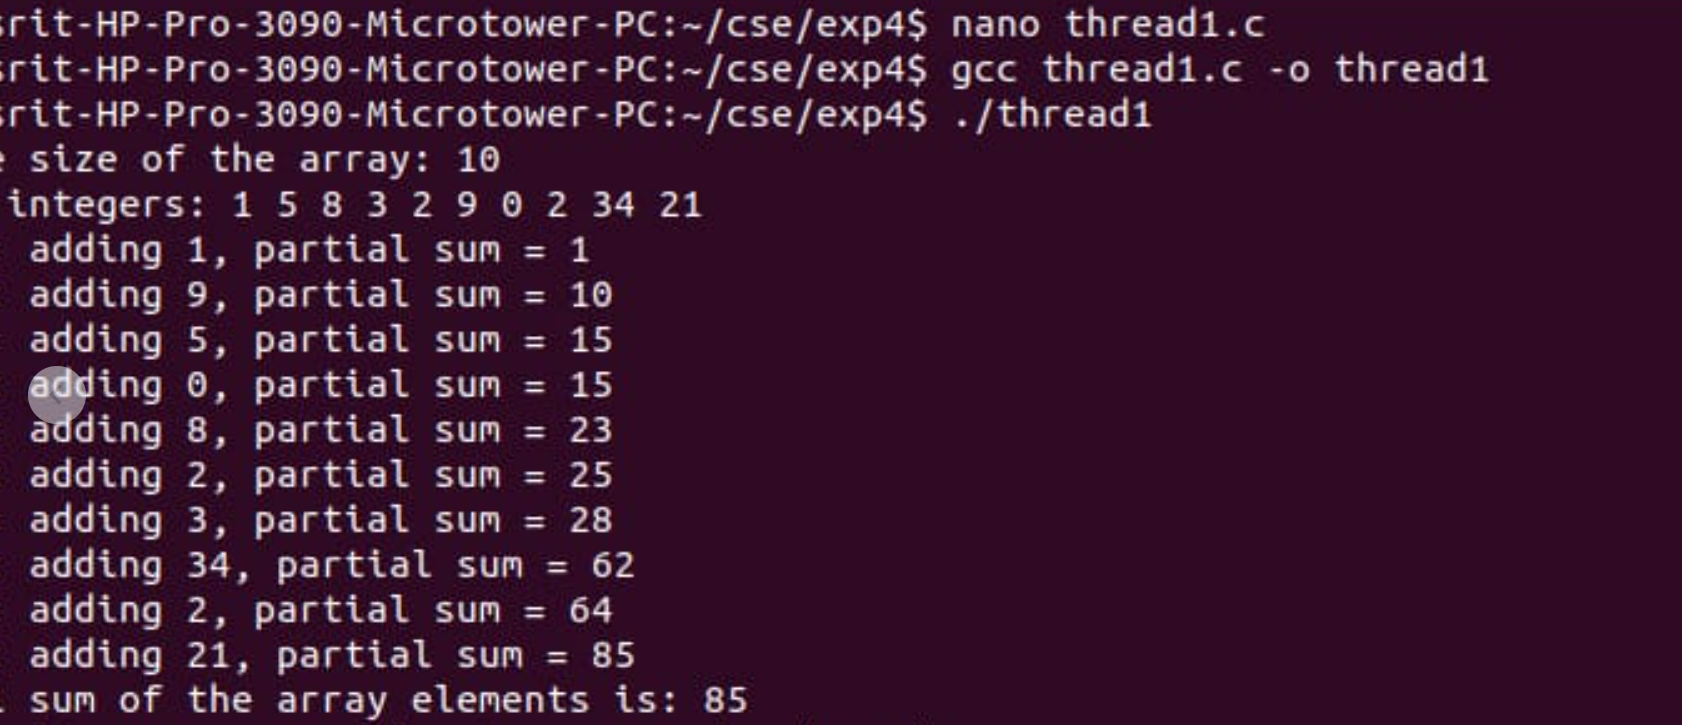 srit-HP-Pro-3090-Microtower-PC:~/cse/exp4$ nano thread1.c
srit-HP-Pro-3090-Microtower-PC:~/cse/exp4$ gcc thread1.c -o thread1
srit-HP-Pro-3090-Microtower-PC:~/cse/exp4$ ./thread1
e size of the array: 10
integers: 1 5 8 3 2 9 0 2 34 21
adding 1, partial sum = 1
adding 9, partial sum = 10
adding 5, partial sum = 15
adding 0, partial sum = 15
adding 8, partial sum = 23
adding 2, partial sum = 25
adding 3, partial sum = 28
adding 34, partial sum = 62
adding 2, partial sum = 64
adding 21, partial sum = 85
sum of the array elements is: 85